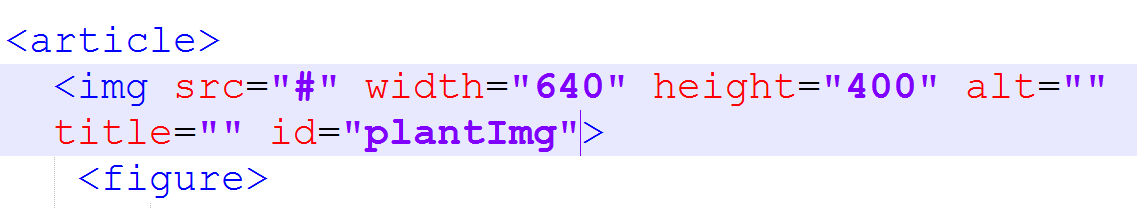 <article>
<img src="#" width="640" height="400" alt=""
title="" id="plantImg">
<figure>